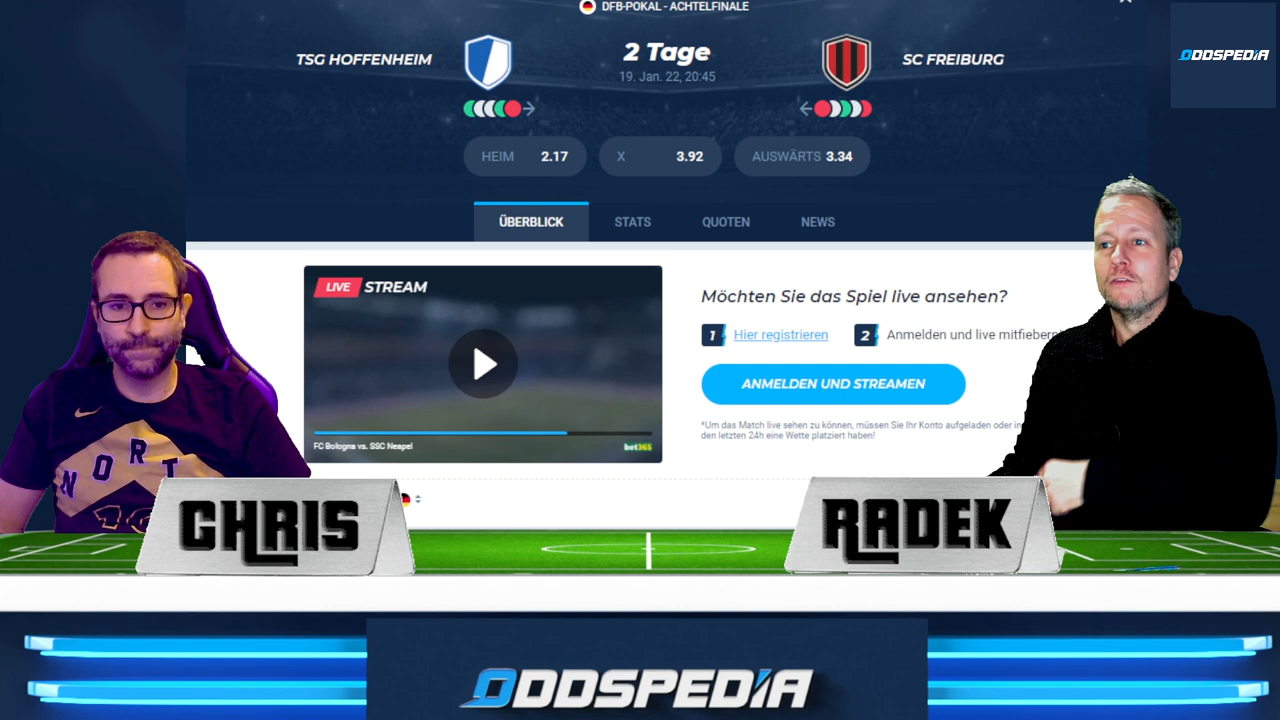 DFB-POKAL - ACHTELFINALE
TSG HOFFENHEIM
2 Tage
SC FREIBURG
19. Jan. 22, 20:45
ODDSPEDIA
HEIM 2.17
X 3.92
AUSWÄRTS 3.34
ÜBERBLICK
STATS
QUOTEN
NEWS
LIVE STREAM
Möchten Sie das Spiel live ansehen?
1 Hier registrieren
2 Anmelden und live mitfiebern
ANMELDEN UND STREAMEN
*Um das Match live sehen zu können, müssen Sie Ihr Konto aufgeladen oder in
den letzten 24h eine Wette platziert haben!
FC Bologna vs. SSC Neapel
bet365
NORT
CHRIS
RADEK
ODDSPEDIA